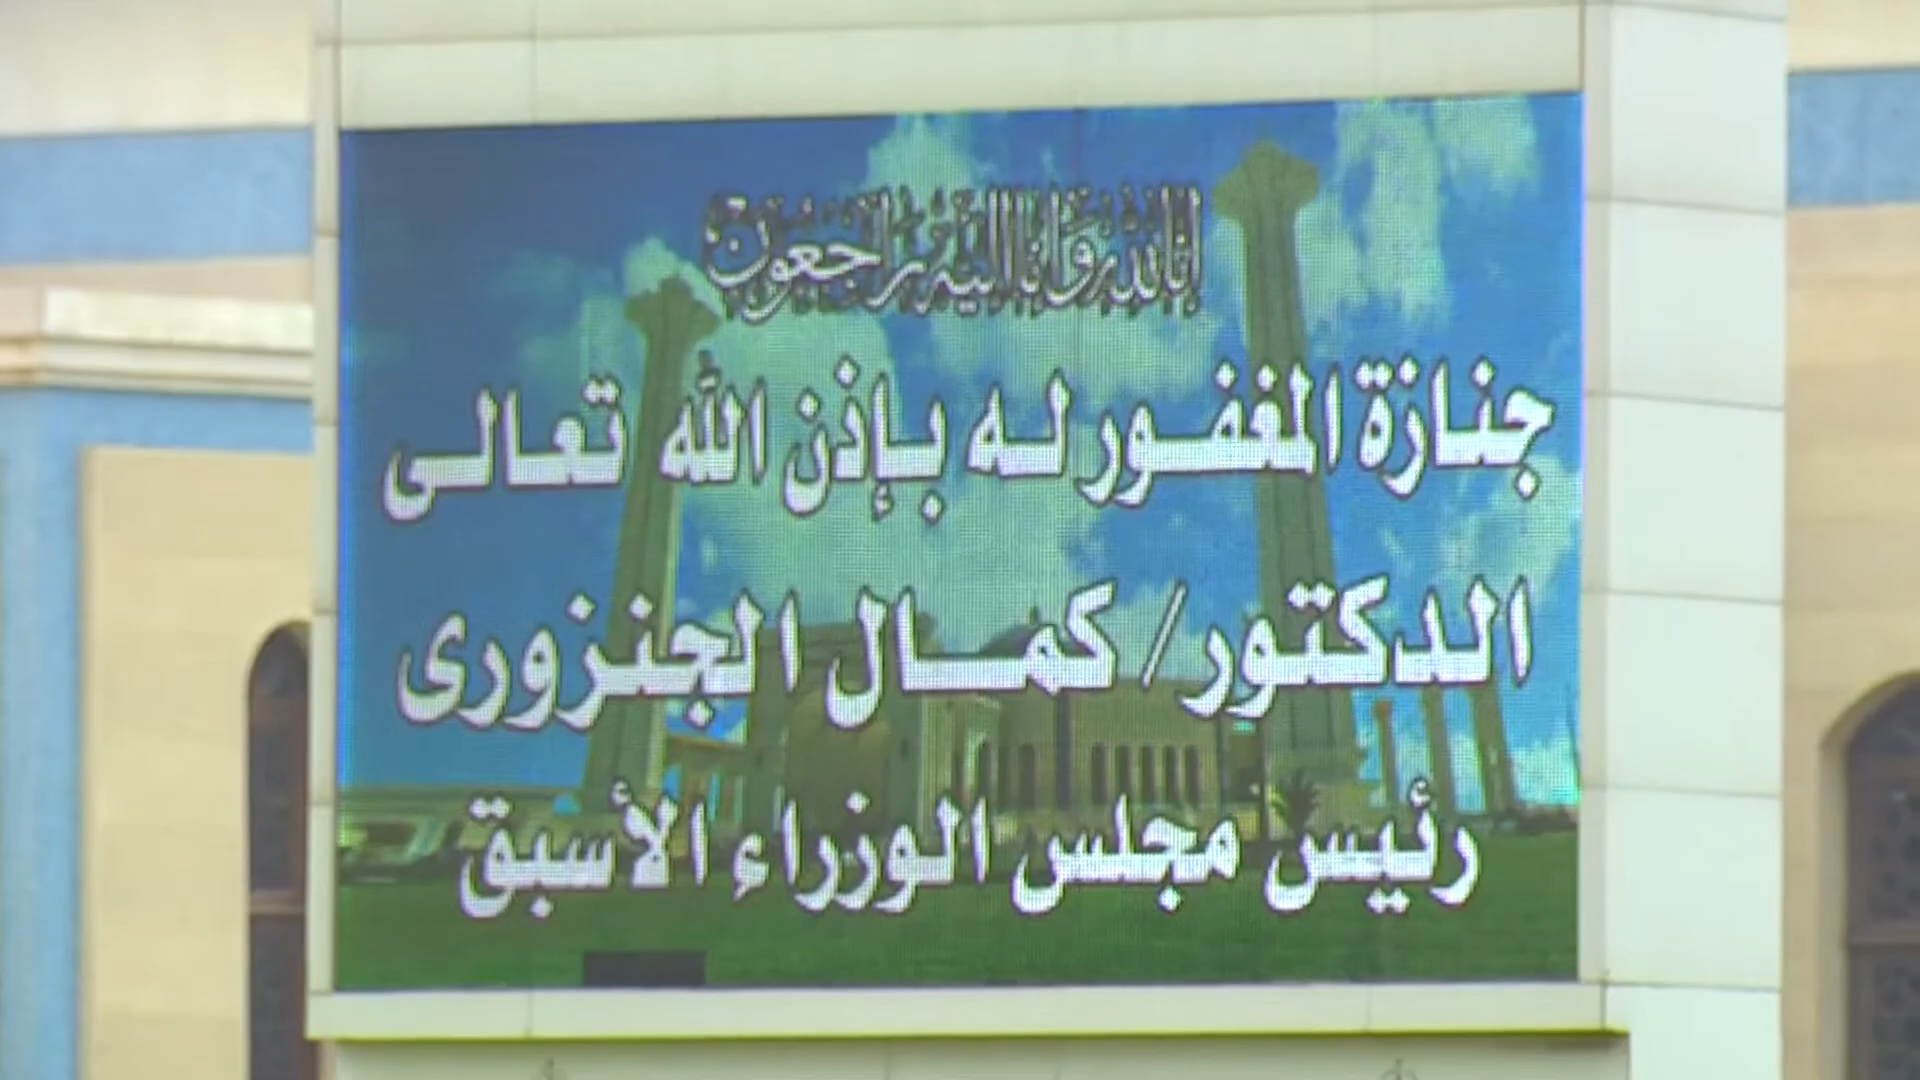 إنا لله وإنا إليه راجعون
جنازة المغفور له بإذن الله تعالى
الدكتور/ كمال الجنزورى
رئيس مجلس الوزراء الأسبق